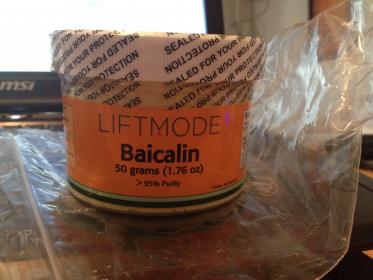 msi
SEALED FOR YOUR PROTECTION
LIFTMODE
Baicalin
50 grams (1.76 oz)
> 95% Purity